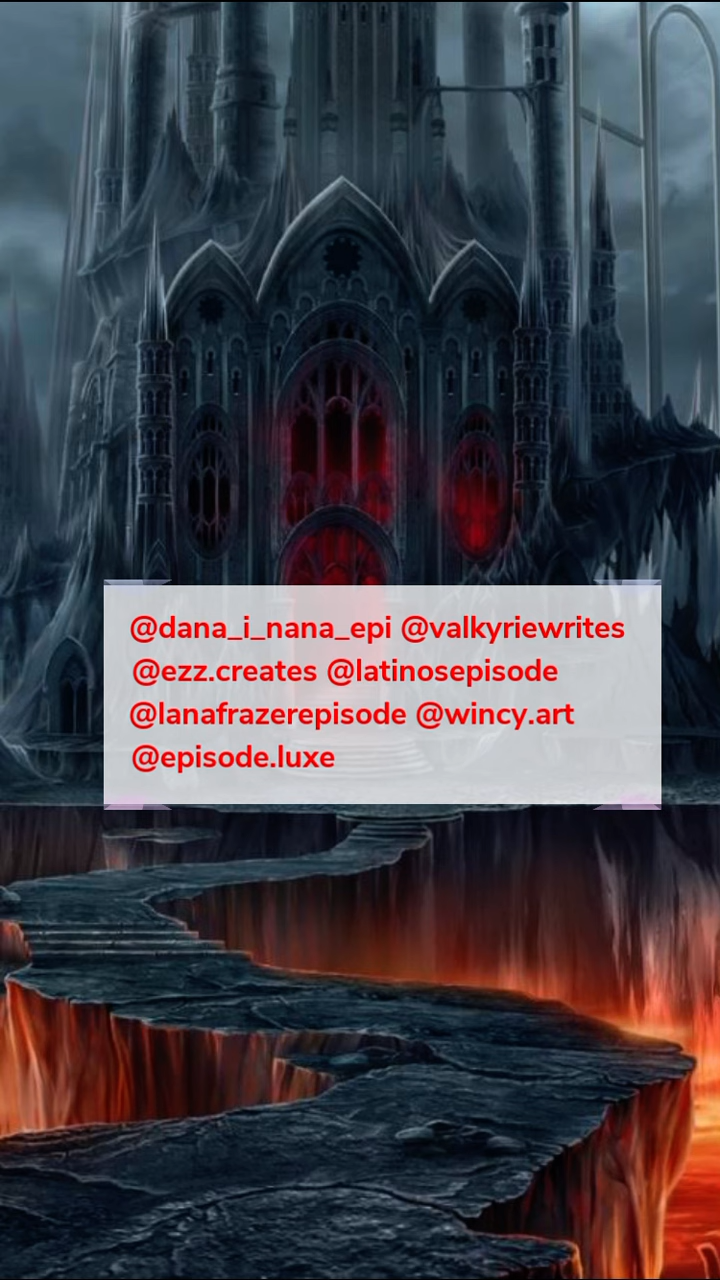 @dana_i_nana_epi @valkyriewrites
@ezz.creates @latinosepisode
@lanafrazerepisode @wincy.art
@episode.luxe